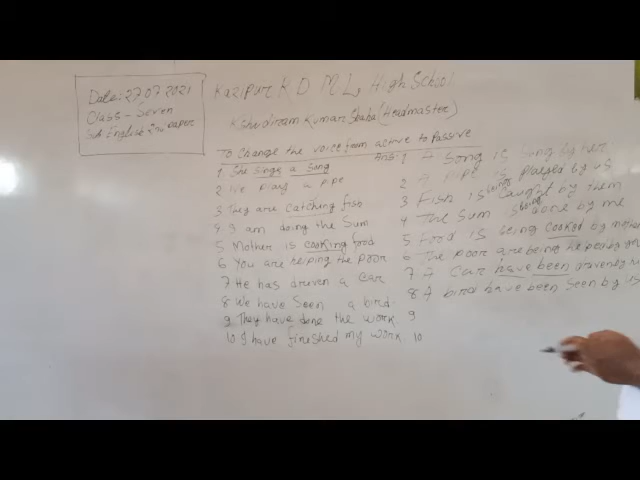 Date: 27.07.2021
Class - Seven
Sub English 2nd paper
Kazipur K D M L, High School
Kshudiram Kumar Shaha (Headmaster)
To Change the voice from active to Passive
1 She sings a song
2 We play a pipe
3 They are catching fish
4 I am doing the Sum
5 Mother is cooking food
6 You are helping the poor
7 He has dreven a car
8 We have seen a bird.
9 They have done the work.
10 I have finished my work.
Ans: 1 A song is song by her
2 A pipe is played by us
3 Fish is being caught by them
4 The Sum is being done by me
5 Food is being cooked by mother
6 The poor are being helped by you
7 A car have been dreven by
8 A bird have been seen by us
9
10